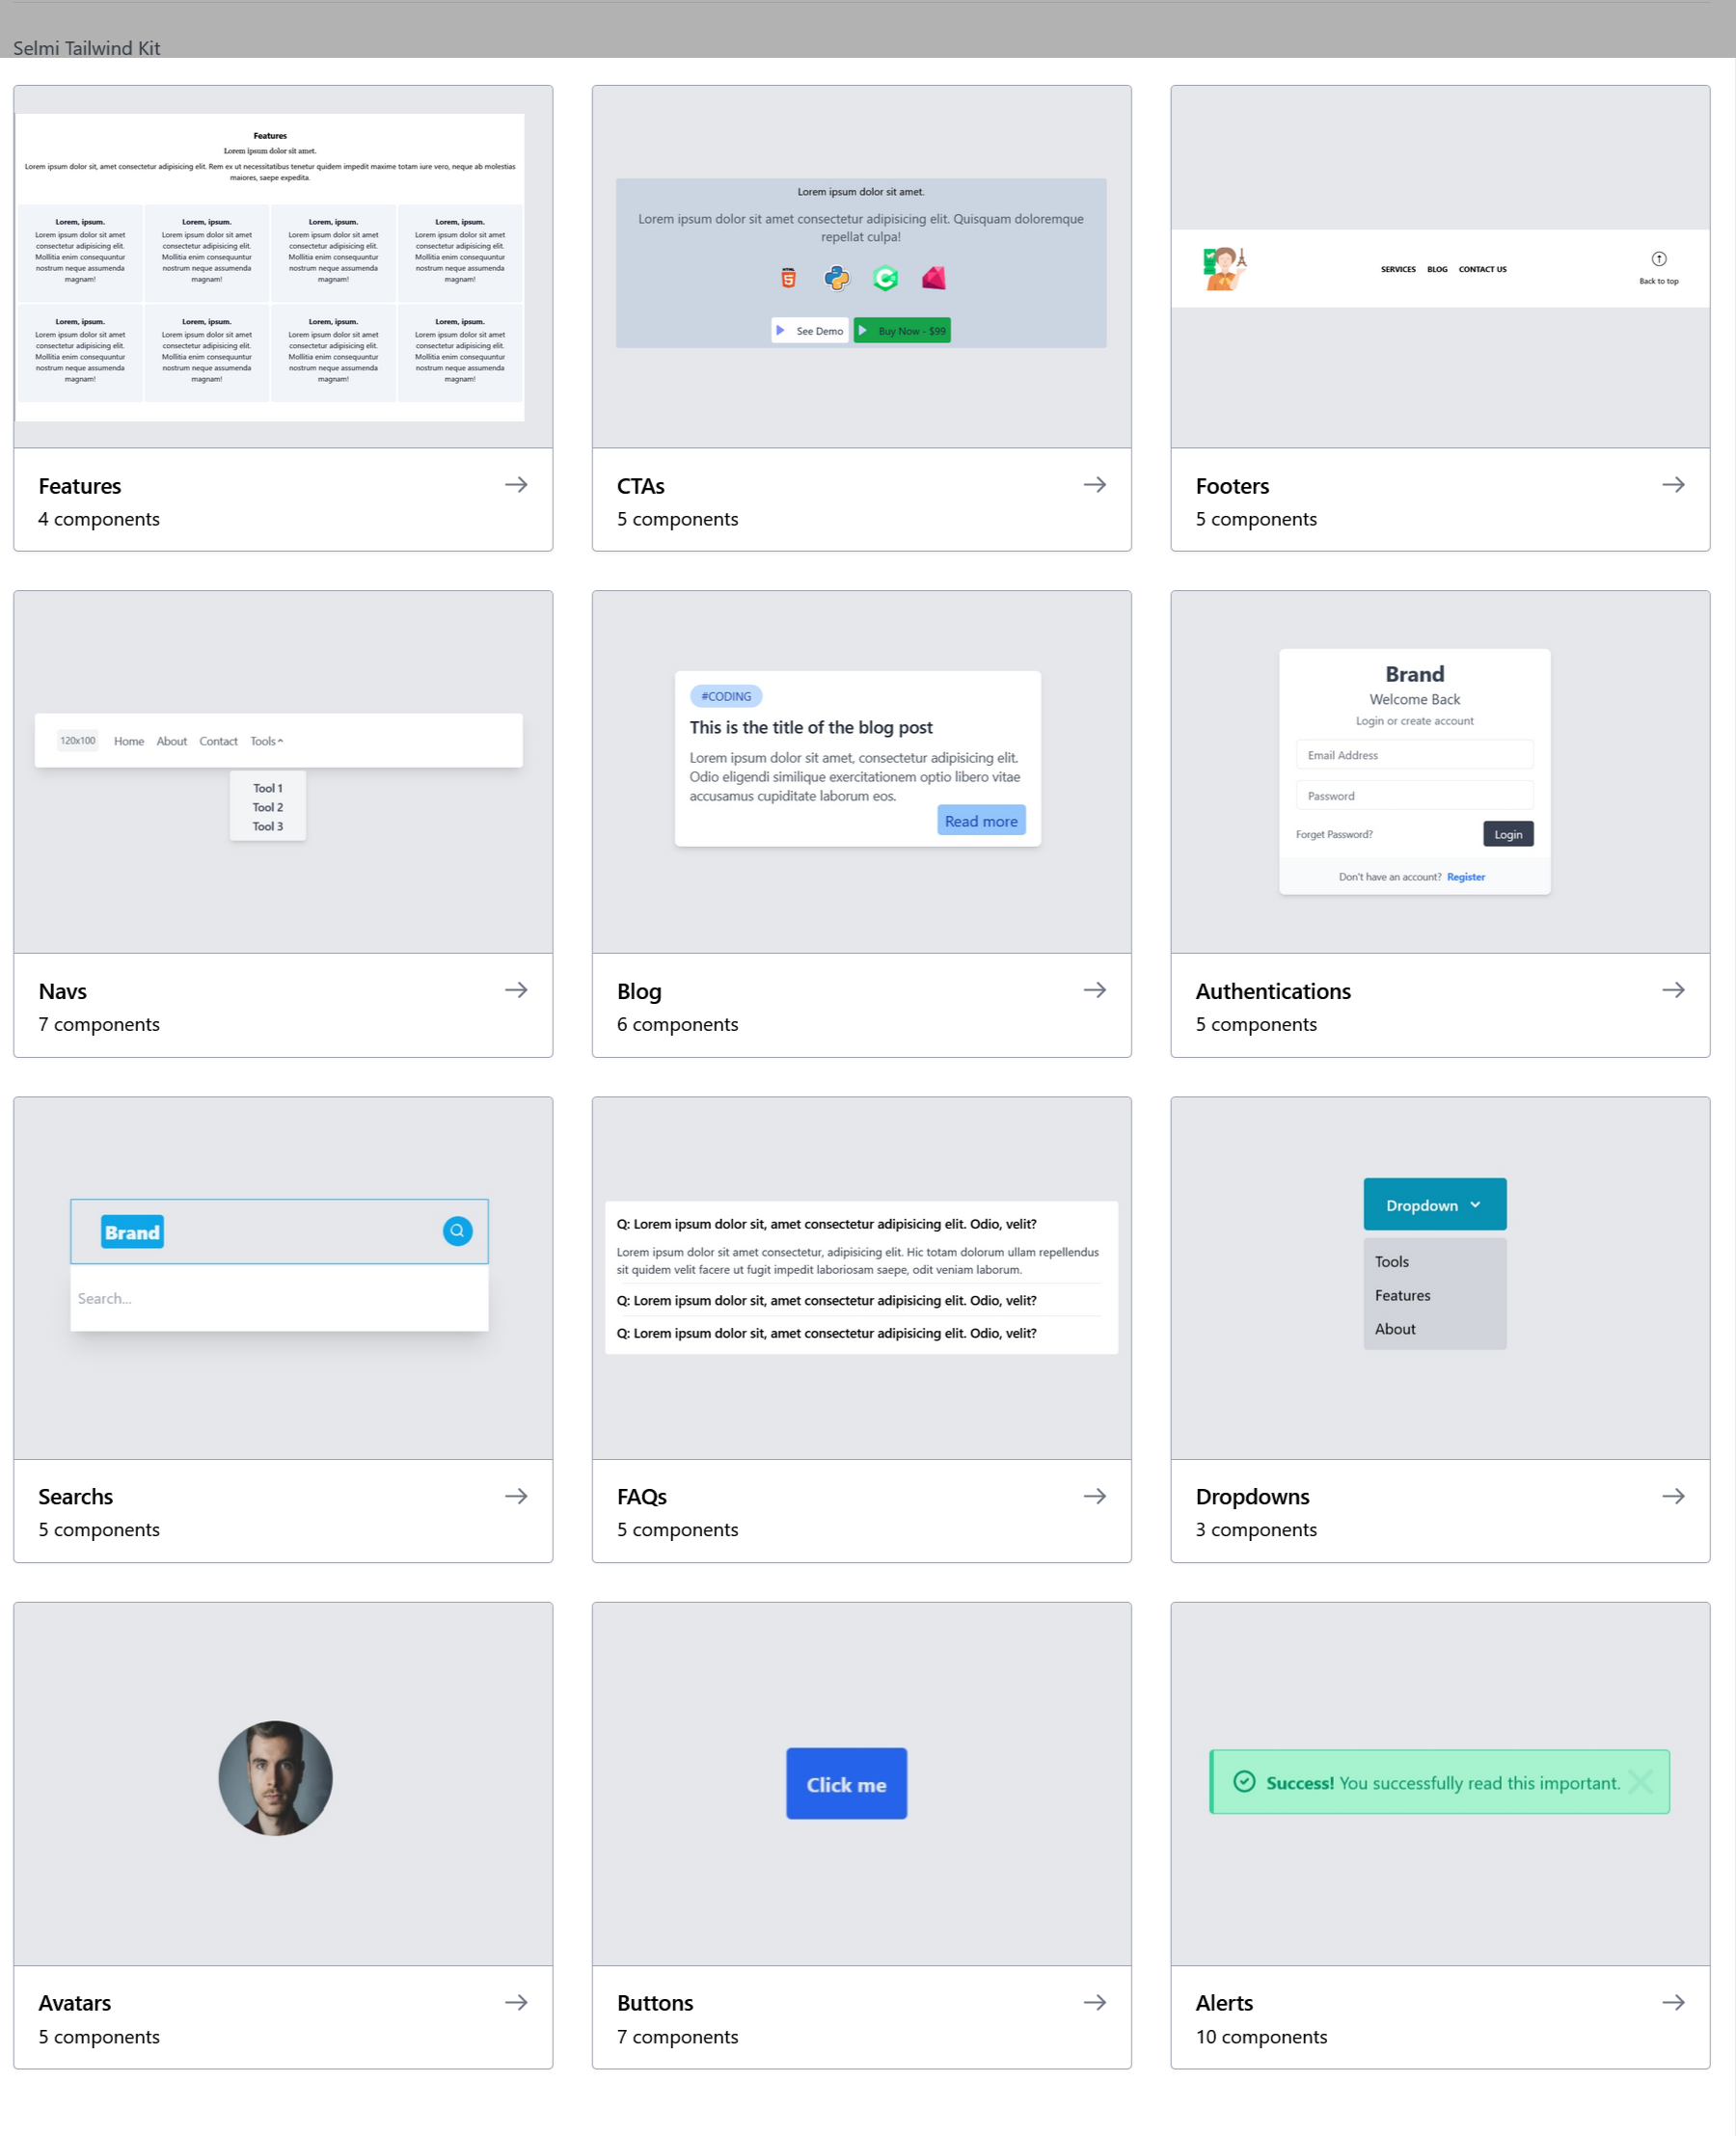 Selmi Tailwind Kit
Features
Lorem ipsum dolor sit amet.
Lorem ipsum dolor sit, amet consectetur adipisicing elit. Rem ex ut necessitatibus tenetur quidem impedit maxime totam iure vero, neque ab molestias
maiores, saepe expedita.
Lorem, ipsum.
Lorem ipsum dolor sit amet
consectetur adipisicing elit.
Mollitia enim consequuntur
nostrum neque assumenda
magnam!
Lorem, ipsum.
Lorem ipsum dolor sit amet
consectetur adipisicing elit.
Mollitia enim consequuntur
nostrum neque assumenda
magnam!
Lorem, ipsum.
Lorem ipsum dolor sit amet
consectetur adipisicing elit.
Mollitia enim consequuntur
nostrum neque assumenda
magnam!
Lorem, ipsum.
Lorem ipsum dolor sit amet
consectetur adipisicing elit.
Mollitia enim consequuntur
nostrum neque assumenda
magnam!
Lorem, ipsum.
Lorem ipsum dolor sit amet
consectetur adipisicing elit.
Mollitia enim consequuntur
nostrum neque assumenda
magnam!
Lorem, ipsum.
Lorem ipsum dolor sit amet
consectetur adipisicing elit.
Mollitia enim consequuntur
nostrum neque assumenda
magnam!
Lorem, ipsum.
Lorem ipsum dolor sit amet
consectetur adipisicing elit.
Mollitia enim consequuntur
nostrum neque assumenda
magnam!
Lorem, ipsum.
Lorem ipsum dolor sit amet
consectetur adipisicing elit.
Mollitia enim consequuntur
nostrum neque assumenda
magnam!
Features
4 components
Lorem ipsum dolor sit amet.
Lorem ipsum dolor sit amet consectetur adipisicing elit. Quisquam doloremque
repellat culpa!
HTML
5
See Demo
Buy Now - $99
CTAs
5 components
SERVICES BLOG CONTACT US
Back to top
Footers
5 components
120x100 Home About Contact Tools
Tool 1
Tool 2
Tool 3
Navs
7 components
#CODING
This is the title of the blog post
Lorem ipsum dolor sit amet, consectetur adipisicing elit.
Odio eligendi similique exercitationem optio libero vitae
accusamus cupiditate laborum eos.
Read more
Blog
6 components
Brand
Welcome Back
Login or create account
Email Address
Password
Forget Password?
Login
Don't have an account? Register
Authentications
5 components
Brand
Search...
Searchs
5 components
Q: Lorem ipsum dolor sit, amet consectetur adipisicing elit. Odio, velit?
Lorem ipsum dolor sit amet consectetur, adipisicing elit. Hic totam dolorum ullam repellendus
sit quidem velit facere ut fugit impedit laboriosam saepe, odit veniam laborum.
Q: Lorem ipsum dolor sit, amet consectetur adipisicing elit. Odio, velit?
Q: Lorem ipsum dolor sit, amet consectetur adipisicing elit. Odio, velit?
FAQs
5 components
Dropdown
Tools
Features
About
Dropdowns
3 components
Avatars
5 components
Click me
Buttons
7 components
Success! You successfully read this important.
Alerts
10 components